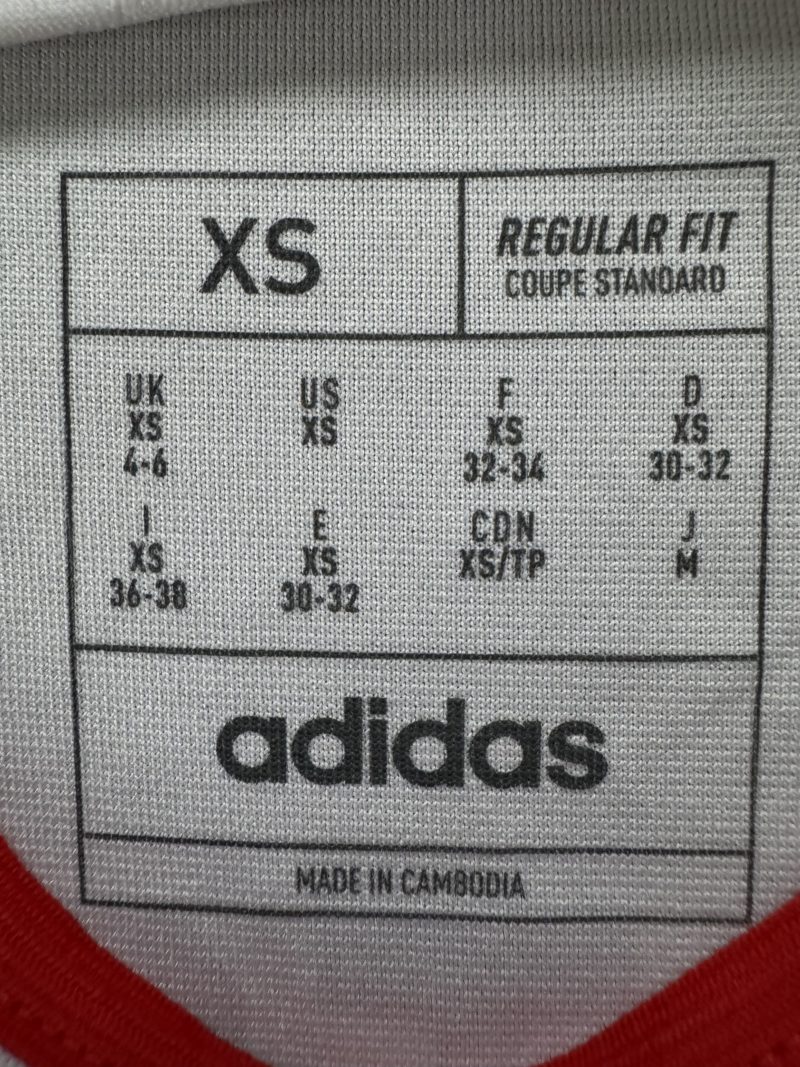 XS
REGULAR FIT
COUPE STANDARD
UK
XS
4-6
US
XS
F
XS
32-34
D
XS
30-32
I
XS
36-38
E
XS
30-32
CDN
XS/TP
J
M
adidas
MADE IN CAMBODIA